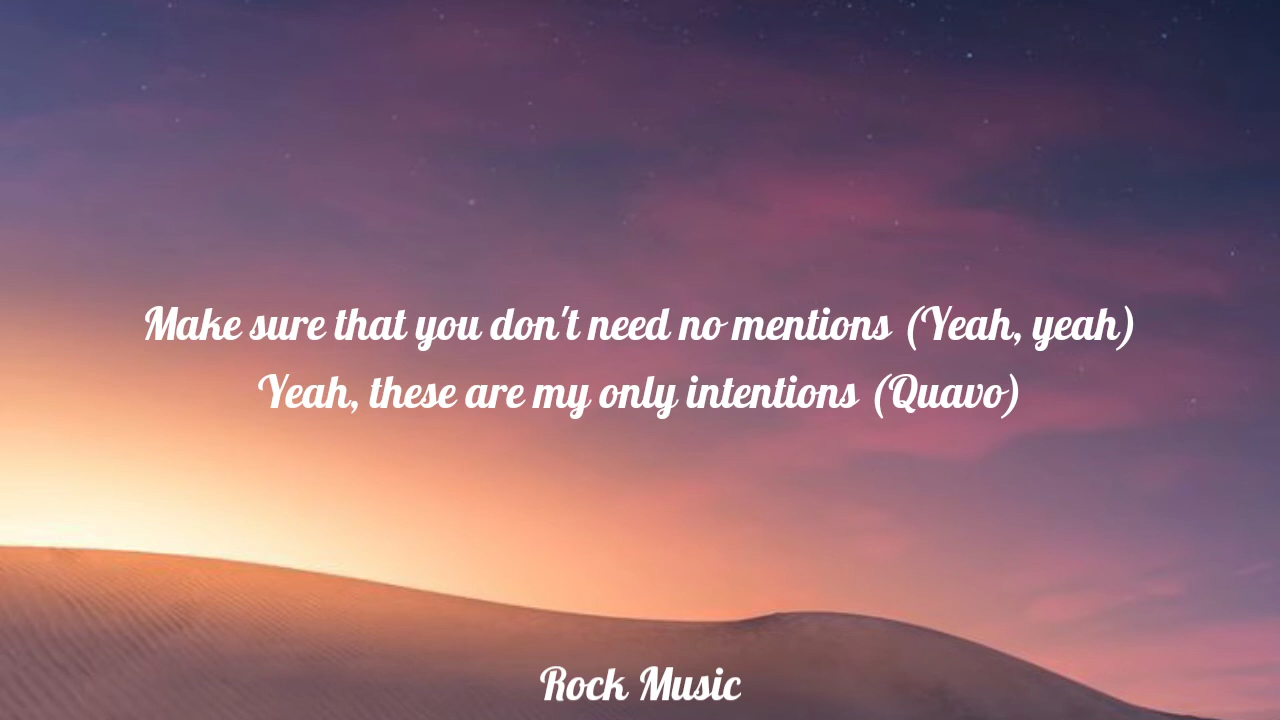 Make sure that you don't need no mentions (Yeah, yeah)
Yeah, these are my only intentions (Quavo)
Rock Music